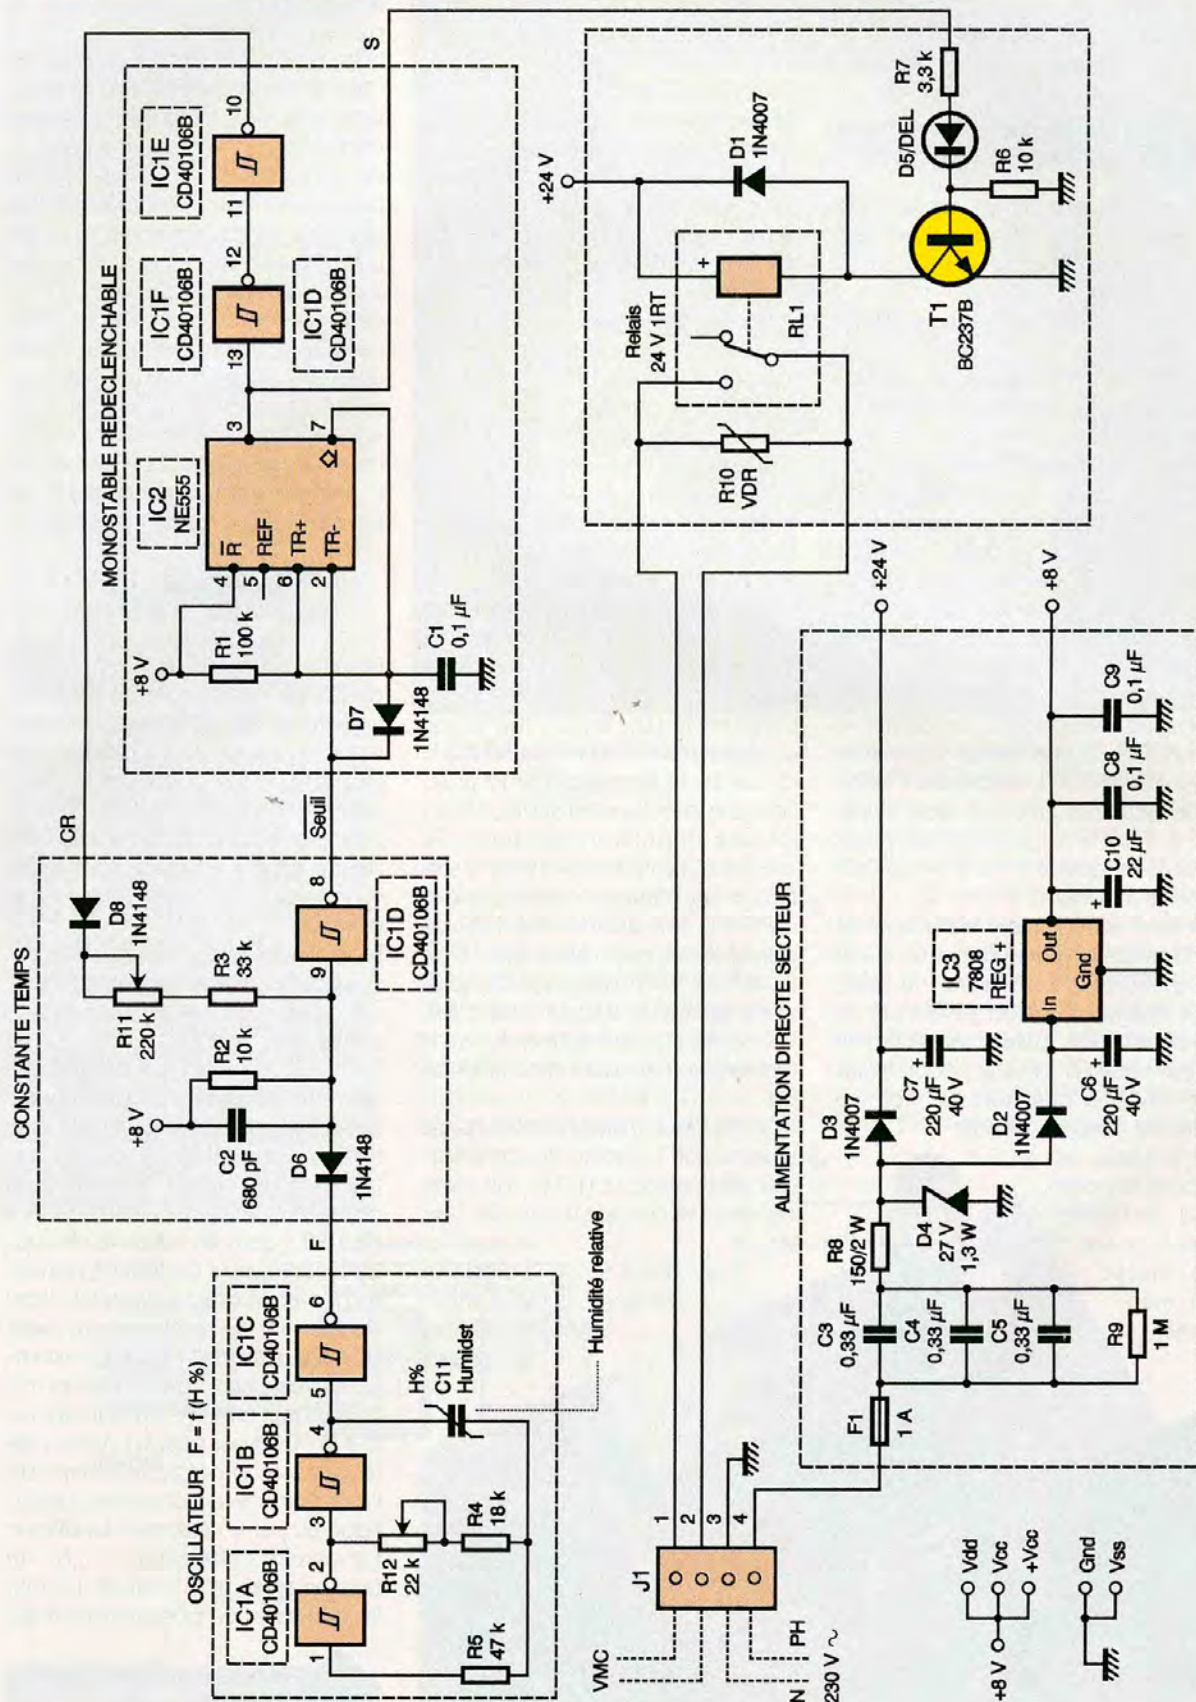 OSCILLATEUR F = f (H %)
IC1A
CD40106B
IC1B
CD40106B
IC1C
CD40106B
1
2
3
4
5
6
F
R5
47 k
R12
22 k
R4
18 k
H%
C11
Humidist
Humidité relative
CONSTANTE TEMPS
+8 V
C2
680 pF
R2
10 k
R11
220 k
R3
33 k
D8
1N4148
D6
1N4148
9
8
IC1D
CD40106B
CR
Seuil
MONOSTABLE REDECLENCHABLE
+8 V
R1
100 k
D7
1N4148
C1
0,1 µF
IC2
NE555
4
R
5
REF
6
TR+
2
TR-
3
7
IC1F
CD40106B
13
12
IC1D
CD40106B
IC1E
CD40106B
11
10
S
J1
1
2
3
4
VMC
N
PH
230 V ~
ALIMENTATION DIRECTE SECTEUR
F1
1 A
C3
0,33 µF
C4
0,33 µF
C5
0,33 µF
R9
1 M
R8
150/2 W
D4
27 V
1,3 W
D3
1N4007
D2
1N4007
C7
220 µF
40 V
+
C6
220 µF
40 V
+
IC3
7808
REG +
In
Out
Gnd
C10
22 µF
+
C8
0,1 µF
C9
0,1 µF
+24 V
+8 V
+24 V
Relais
24 V 1RT
+
RL1
R10
VDR
D1
1N4007
T1
BC237B
D5/DEL
R6
10 k
R7
3,3 k
+8 V
Vdd
Vcc
+Vcc
Gnd
Vss